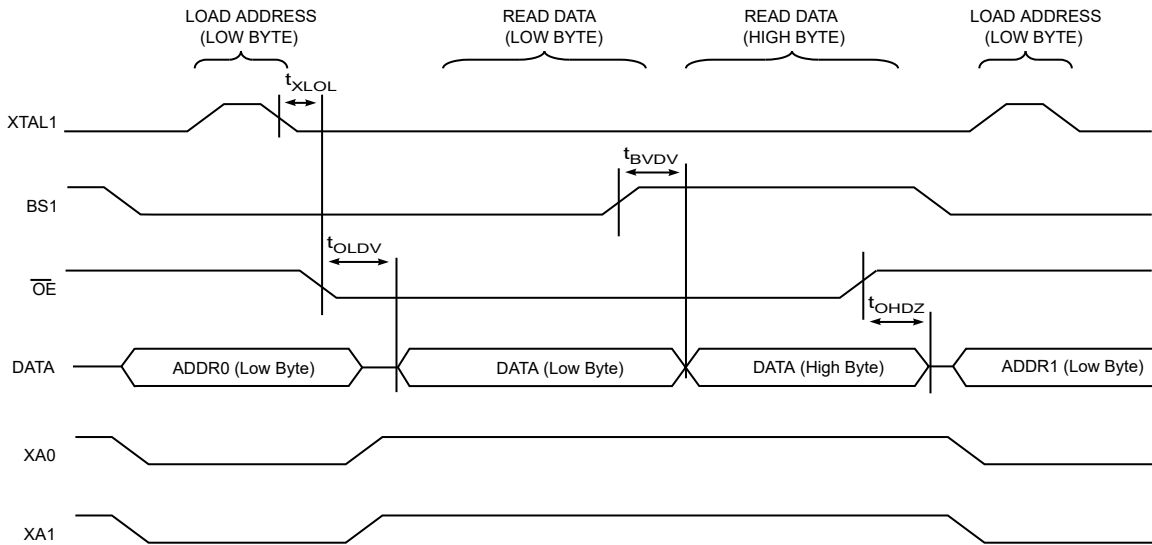 LOAD ADDRESS
(LOW BYTE)
READ DATA
(LOW BYTE)
READ DATA
(HIGH BYTE)
LOAD ADDRESS
(LOW BYTE)
tXLOL
XTAL1
tBVDV
BS1
tOLDV
OE
tOHDZ
DATA
ADDR0 (Low Byte)
DATA (Low Byte)
DATA (High Byte)
ADDR1 (Low Byte)
XA0
XA1